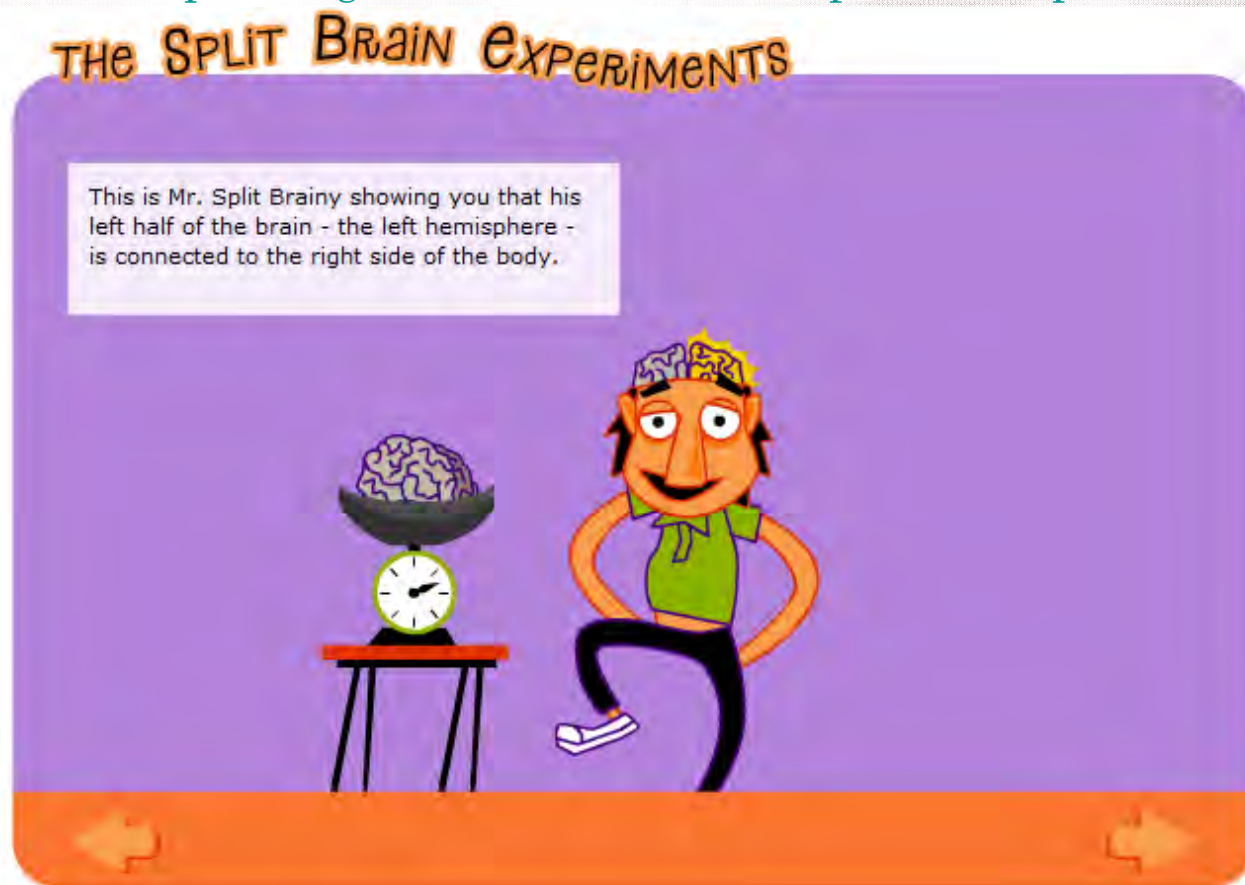 THe SPLiT BRaiN eXPeRiMeNTS
This is Mr. Split Brainy showing you that his
left half of the brain - the left hemisphere -
is connected to the right side of the body.